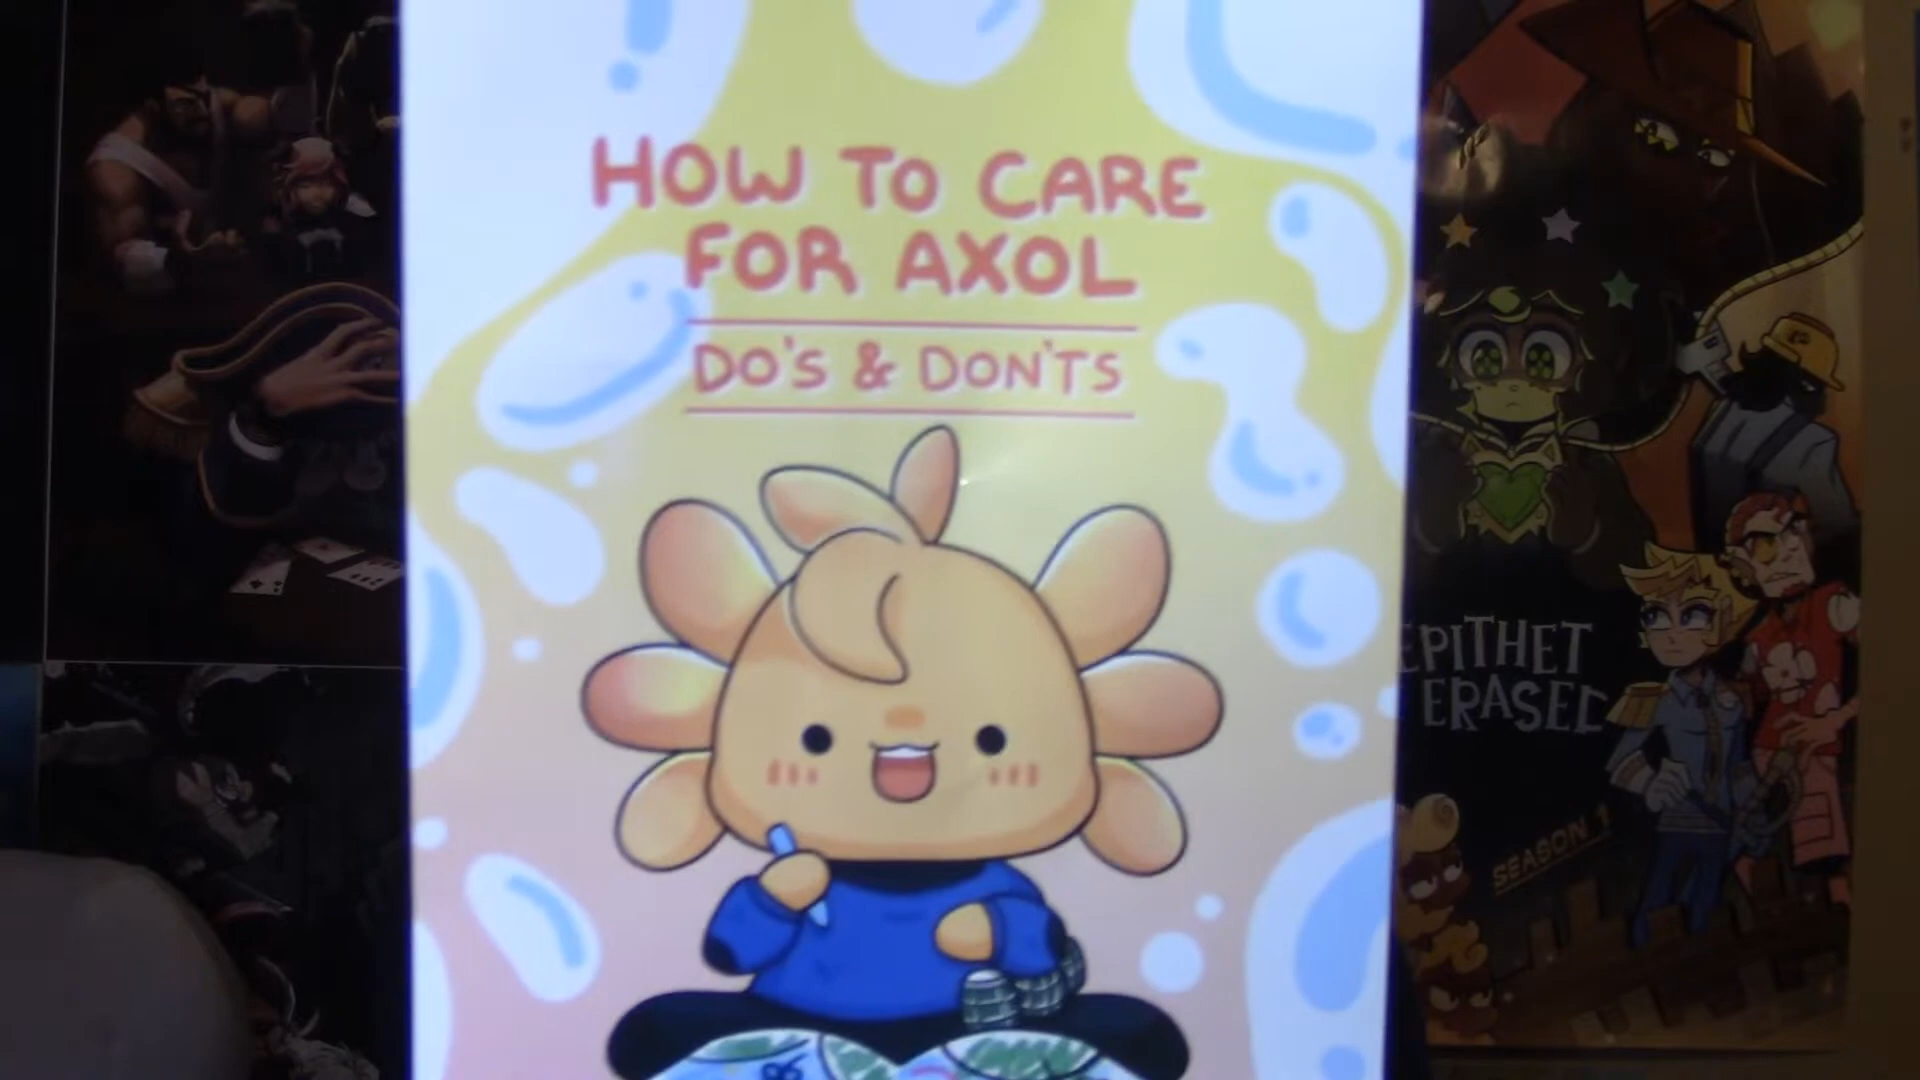 HOW TO CARE
FOR AXOL
DO'S & DON'TS
EPITHET
ERASED
SEASON 1